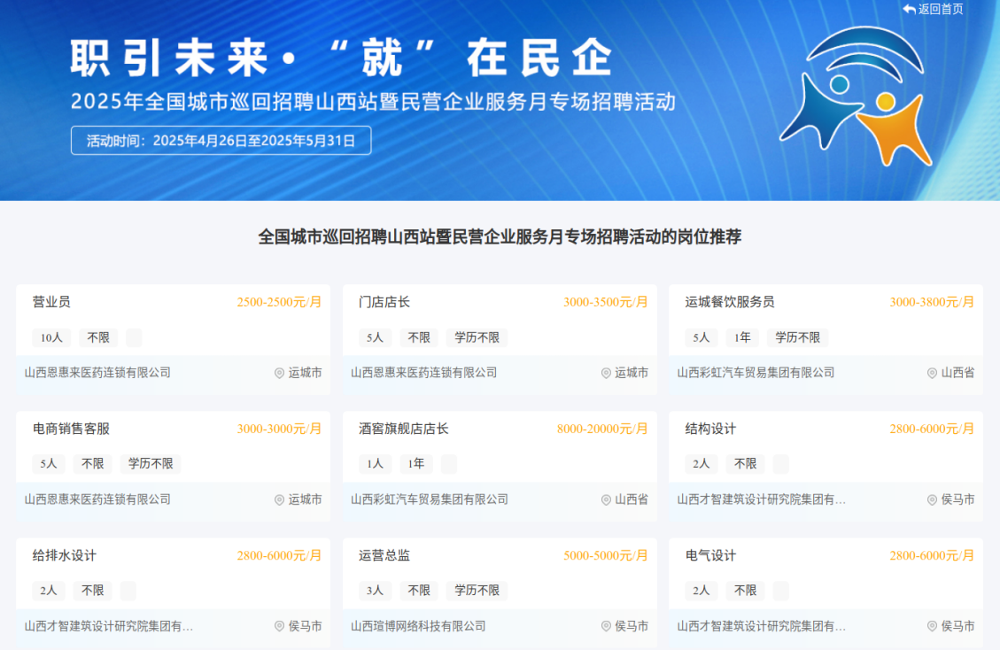 返回首页
职引未来·“就”在民企
2025年全国城市巡回招聘山西站暨民营企业服务月专场招聘活动
活动时间：2025年4月26日至2025年5月31日
全国城市巡回招聘山西站暨民营企业服务月专场招聘活动的岗位推荐
营业员 2500-2500元/月
10人 不限
山西恩惠来医药连锁有限公司 运城市
门店店长 3000-3500元/月
5人 不限 学历不限
山西恩惠来医药连锁有限公司 运城市
运城餐饮服务员 3000-3800元/月
5人 1年 学历不限
山西彩虹汽车贸易集团有限公司 山西省
电商销售客服 3000-3000元/月
5人 不限 学历不限
山西恩惠来医药连锁有限公司 运城市
酒窖旗舰店店长 8000-20000元/月
1人 1年
山西彩虹汽车贸易集团有限公司 山西省
结构设计 2800-6000元/月
2人 不限
山西才智建筑设计研究院集团有… 侯马市
给排水设计 2800-6000元/月
2人 不限
山西才智建筑设计研究院集团有… 侯马市
运营总监 5000-5000元/月
3人 不限 学历不限
山西瑄博网络科技有限公司 侯马市
电气设计 2800-6000元/月
2人 不限
山西才智建筑设计研究院集团有… 侯马市